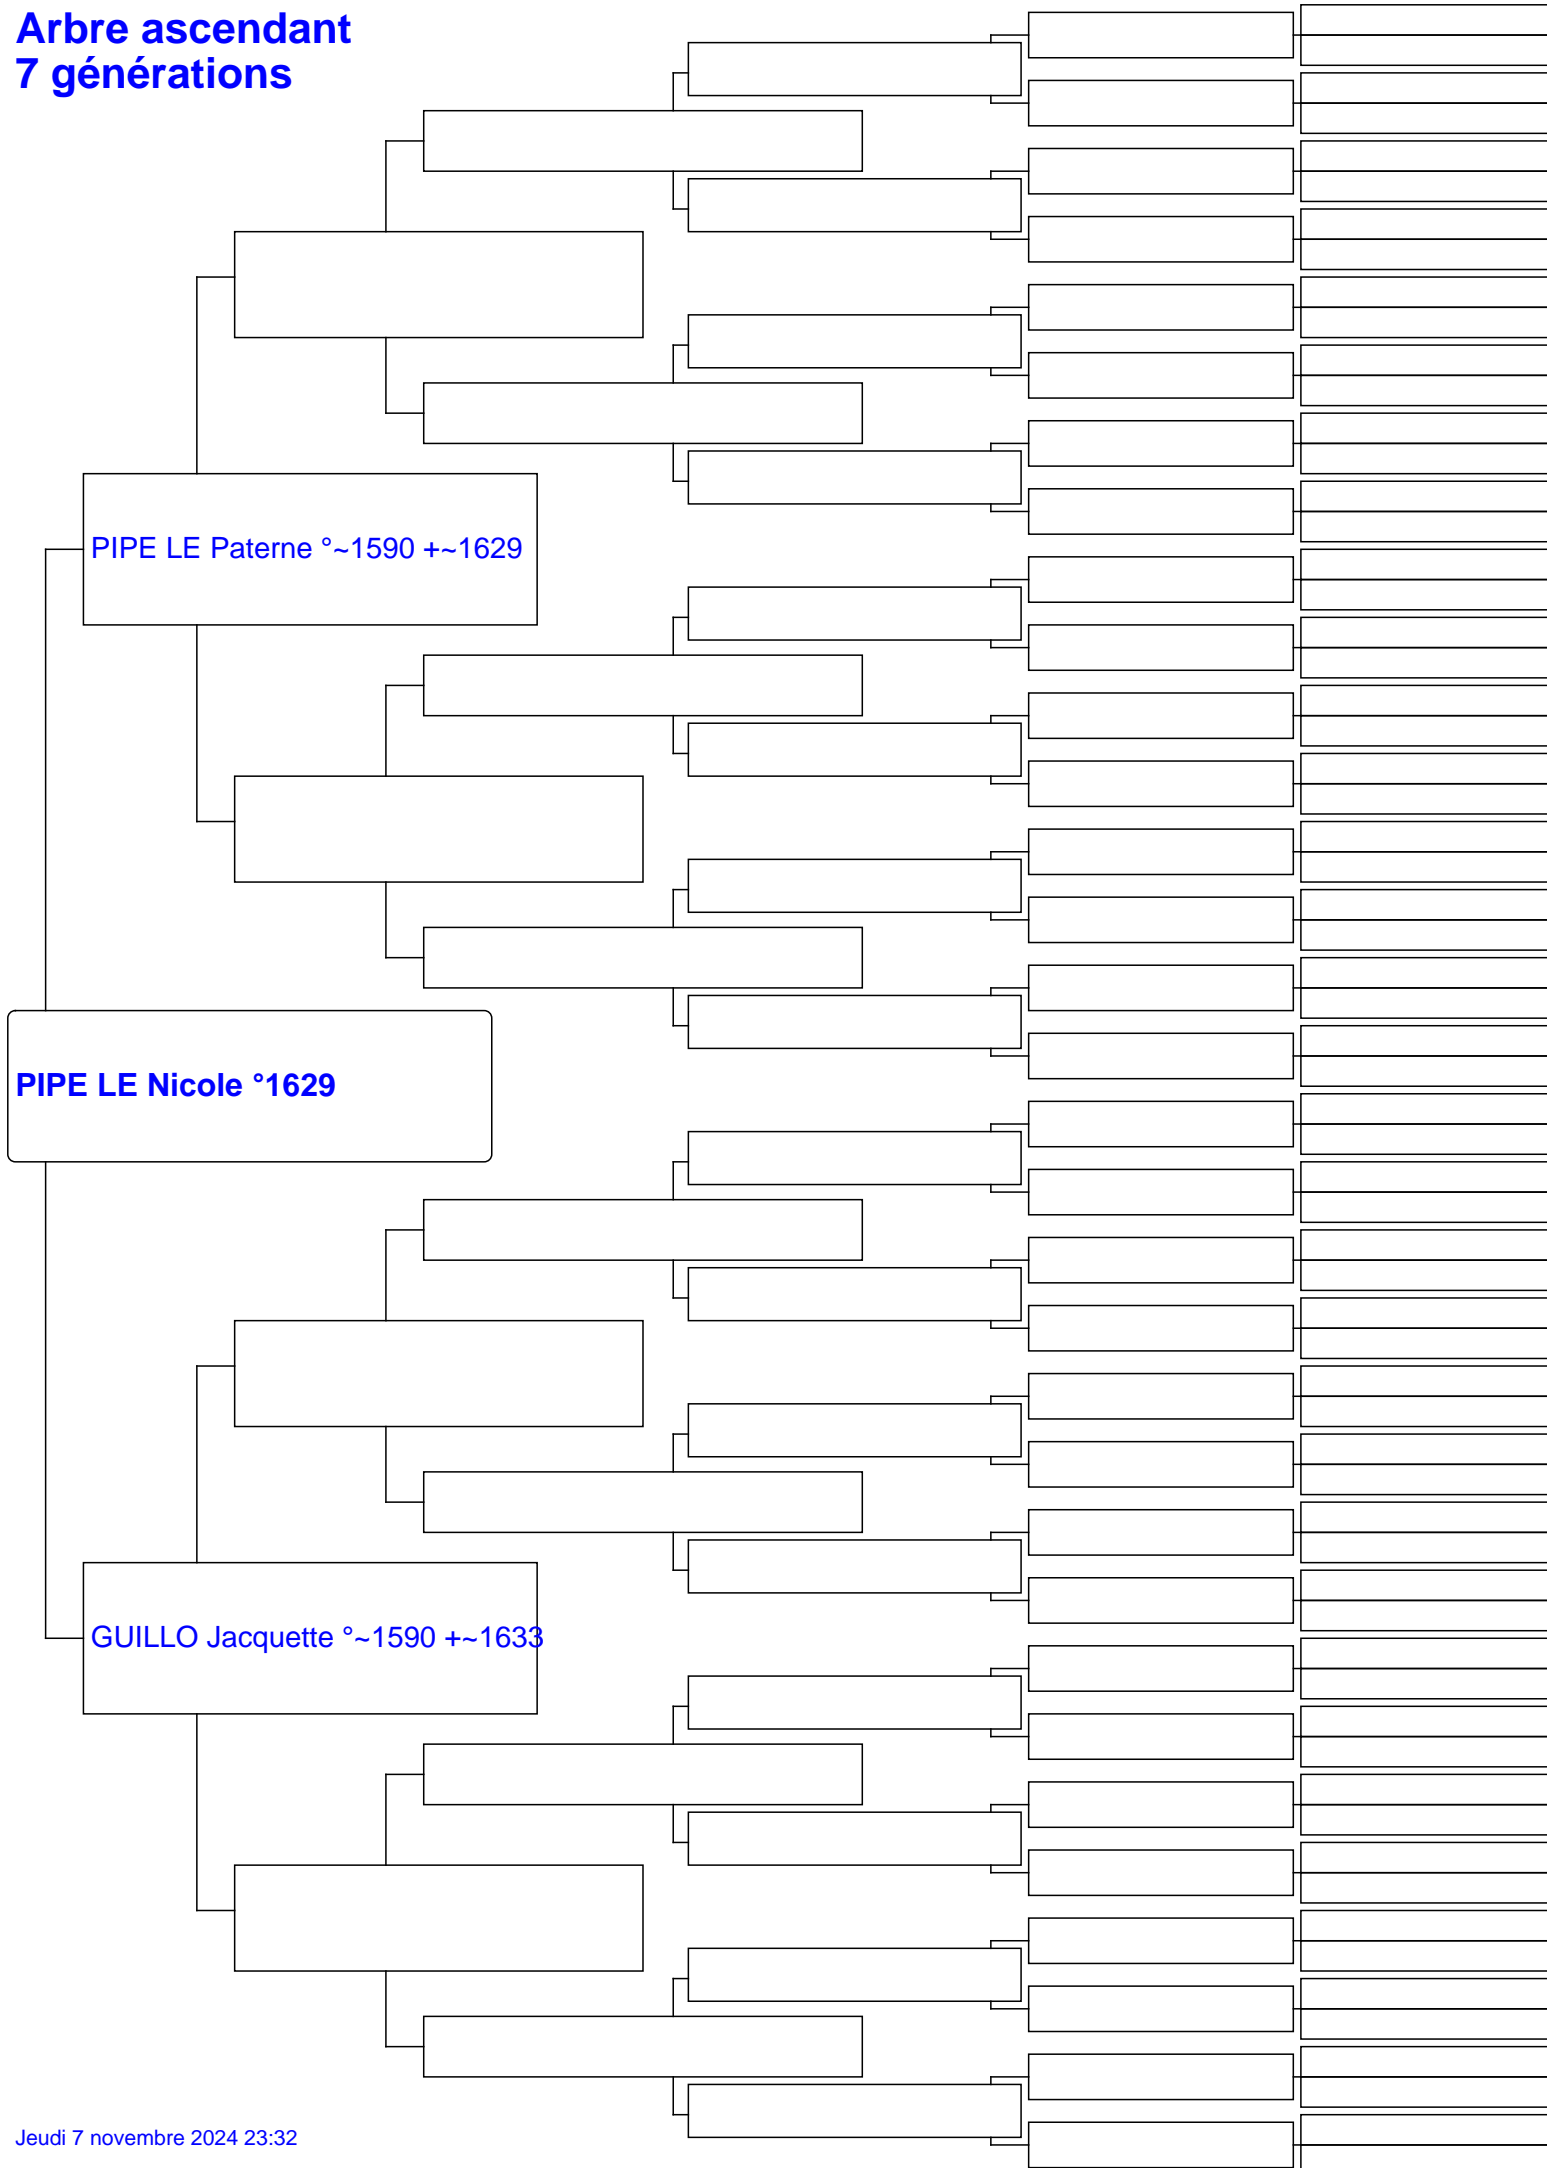 Arbre ascendant
7 générations
PIPE LE Paterne °~1590 +~1629
PIPE LE Nicole °1629
GUILLO Jacquette °~1590 +~1633
Jeudi 7 novembre 2024 23:32